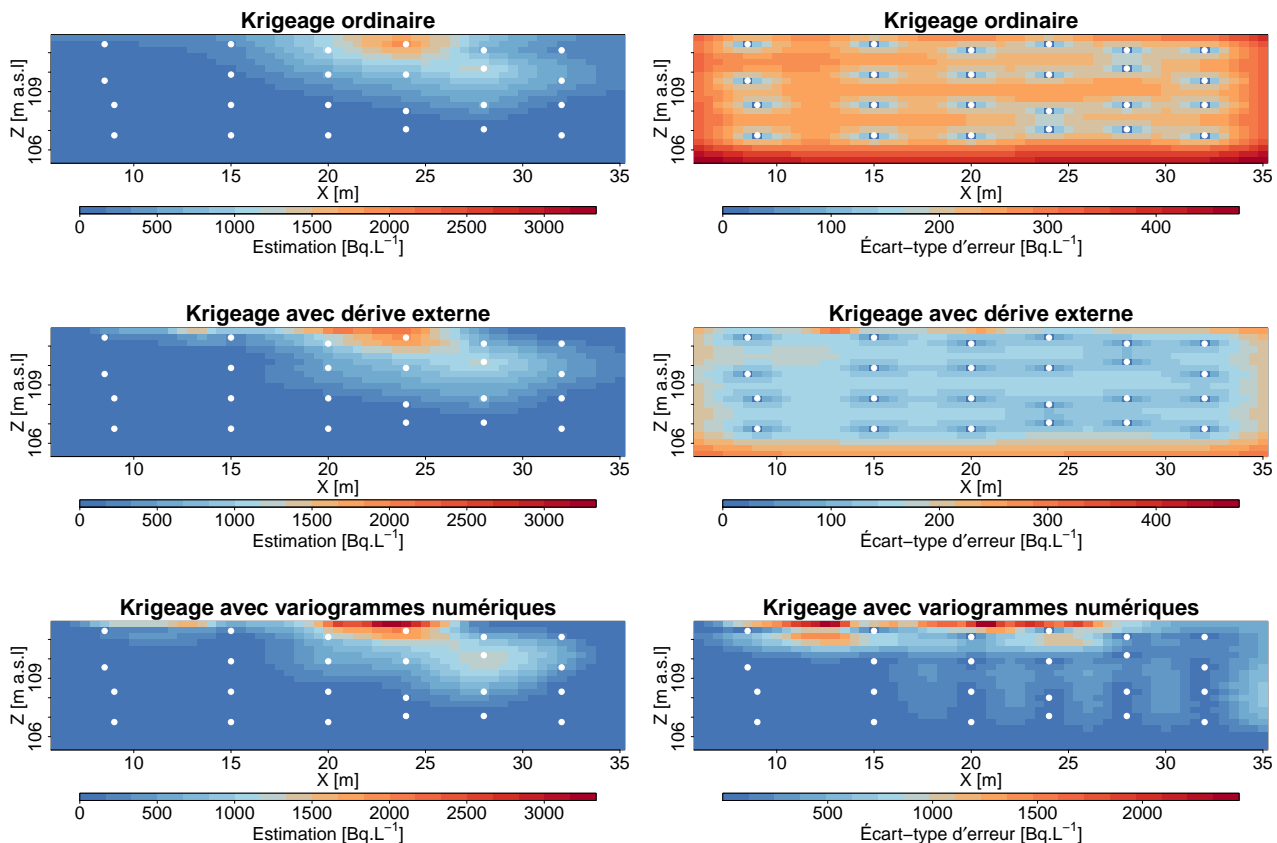 Krigeage ordinaire
Z [m a.s.l]
109
106
10 15 20 25 30 35
X [m]
0 500 1000 1500 2000 2500 3000
Estimation [Bq.L−1]
Krigeage ordinaire
Z [m a.s.l]
109
106
10 15 20 25 30 35
X [m]
0 100 200 300 400
Écart−type d'erreur [Bq.L−1]
Krigeage avec dérive externe
Z [m a.s.l]
109
106
10 15 20 25 30 35
X [m]
0 500 1000 1500 2000 2500 3000
Estimation [Bq.L−1]
Krigeage avec dérive externe
Z [m a.s.l]
109
106
10 15 20 25 30 35
X [m]
0 100 200 300 400
Écart−type d'erreur [Bq.L−1]
Krigeage avec variogrammes numériques
Z [m a.s.l]
109
106
10 15 20 25 30 35
X [m]
0 500 1000 1500 2000 2500 3000
Estimation [Bq.L−1]
Krigeage avec variogrammes numériques
Z [m a.s.l]
109
106
10 15 20 25 30 35
X [m]
500 1000 1500 2000
Écart−type d'erreur [Bq.L−1]